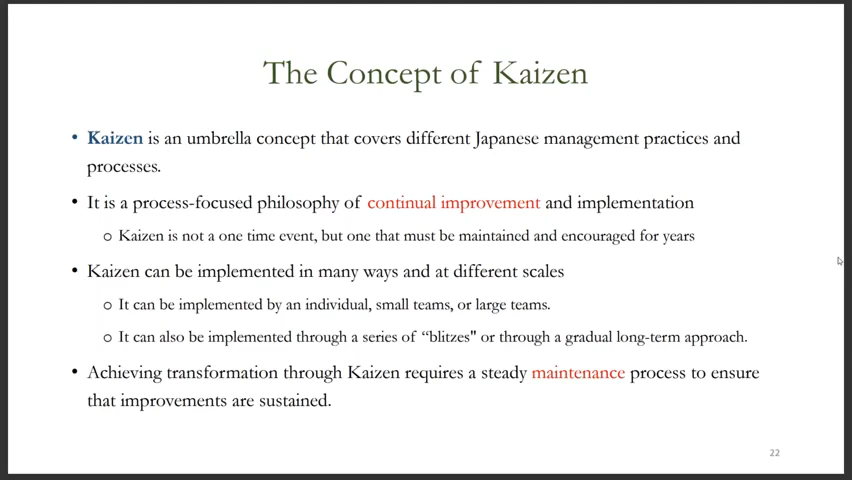 The Concept of Kaizen
• Kaizen is an umbrella concept that covers different Japanese management practices and
processes.
• It is a process-focused philosophy of continual improvement and implementation
o Kaizen is not a one time event, but one that must be maintained and encouraged for years
• Kaizen can be implemented in many ways and at different scales
o It can be implemented by an individual, small teams, or large teams.
o It can also be implemented through a series of “blitzes" or through a gradual long-term approach.
• Achieving transformation through Kaizen requires a steady maintenance process to ensure
that improvements are sustained.
22